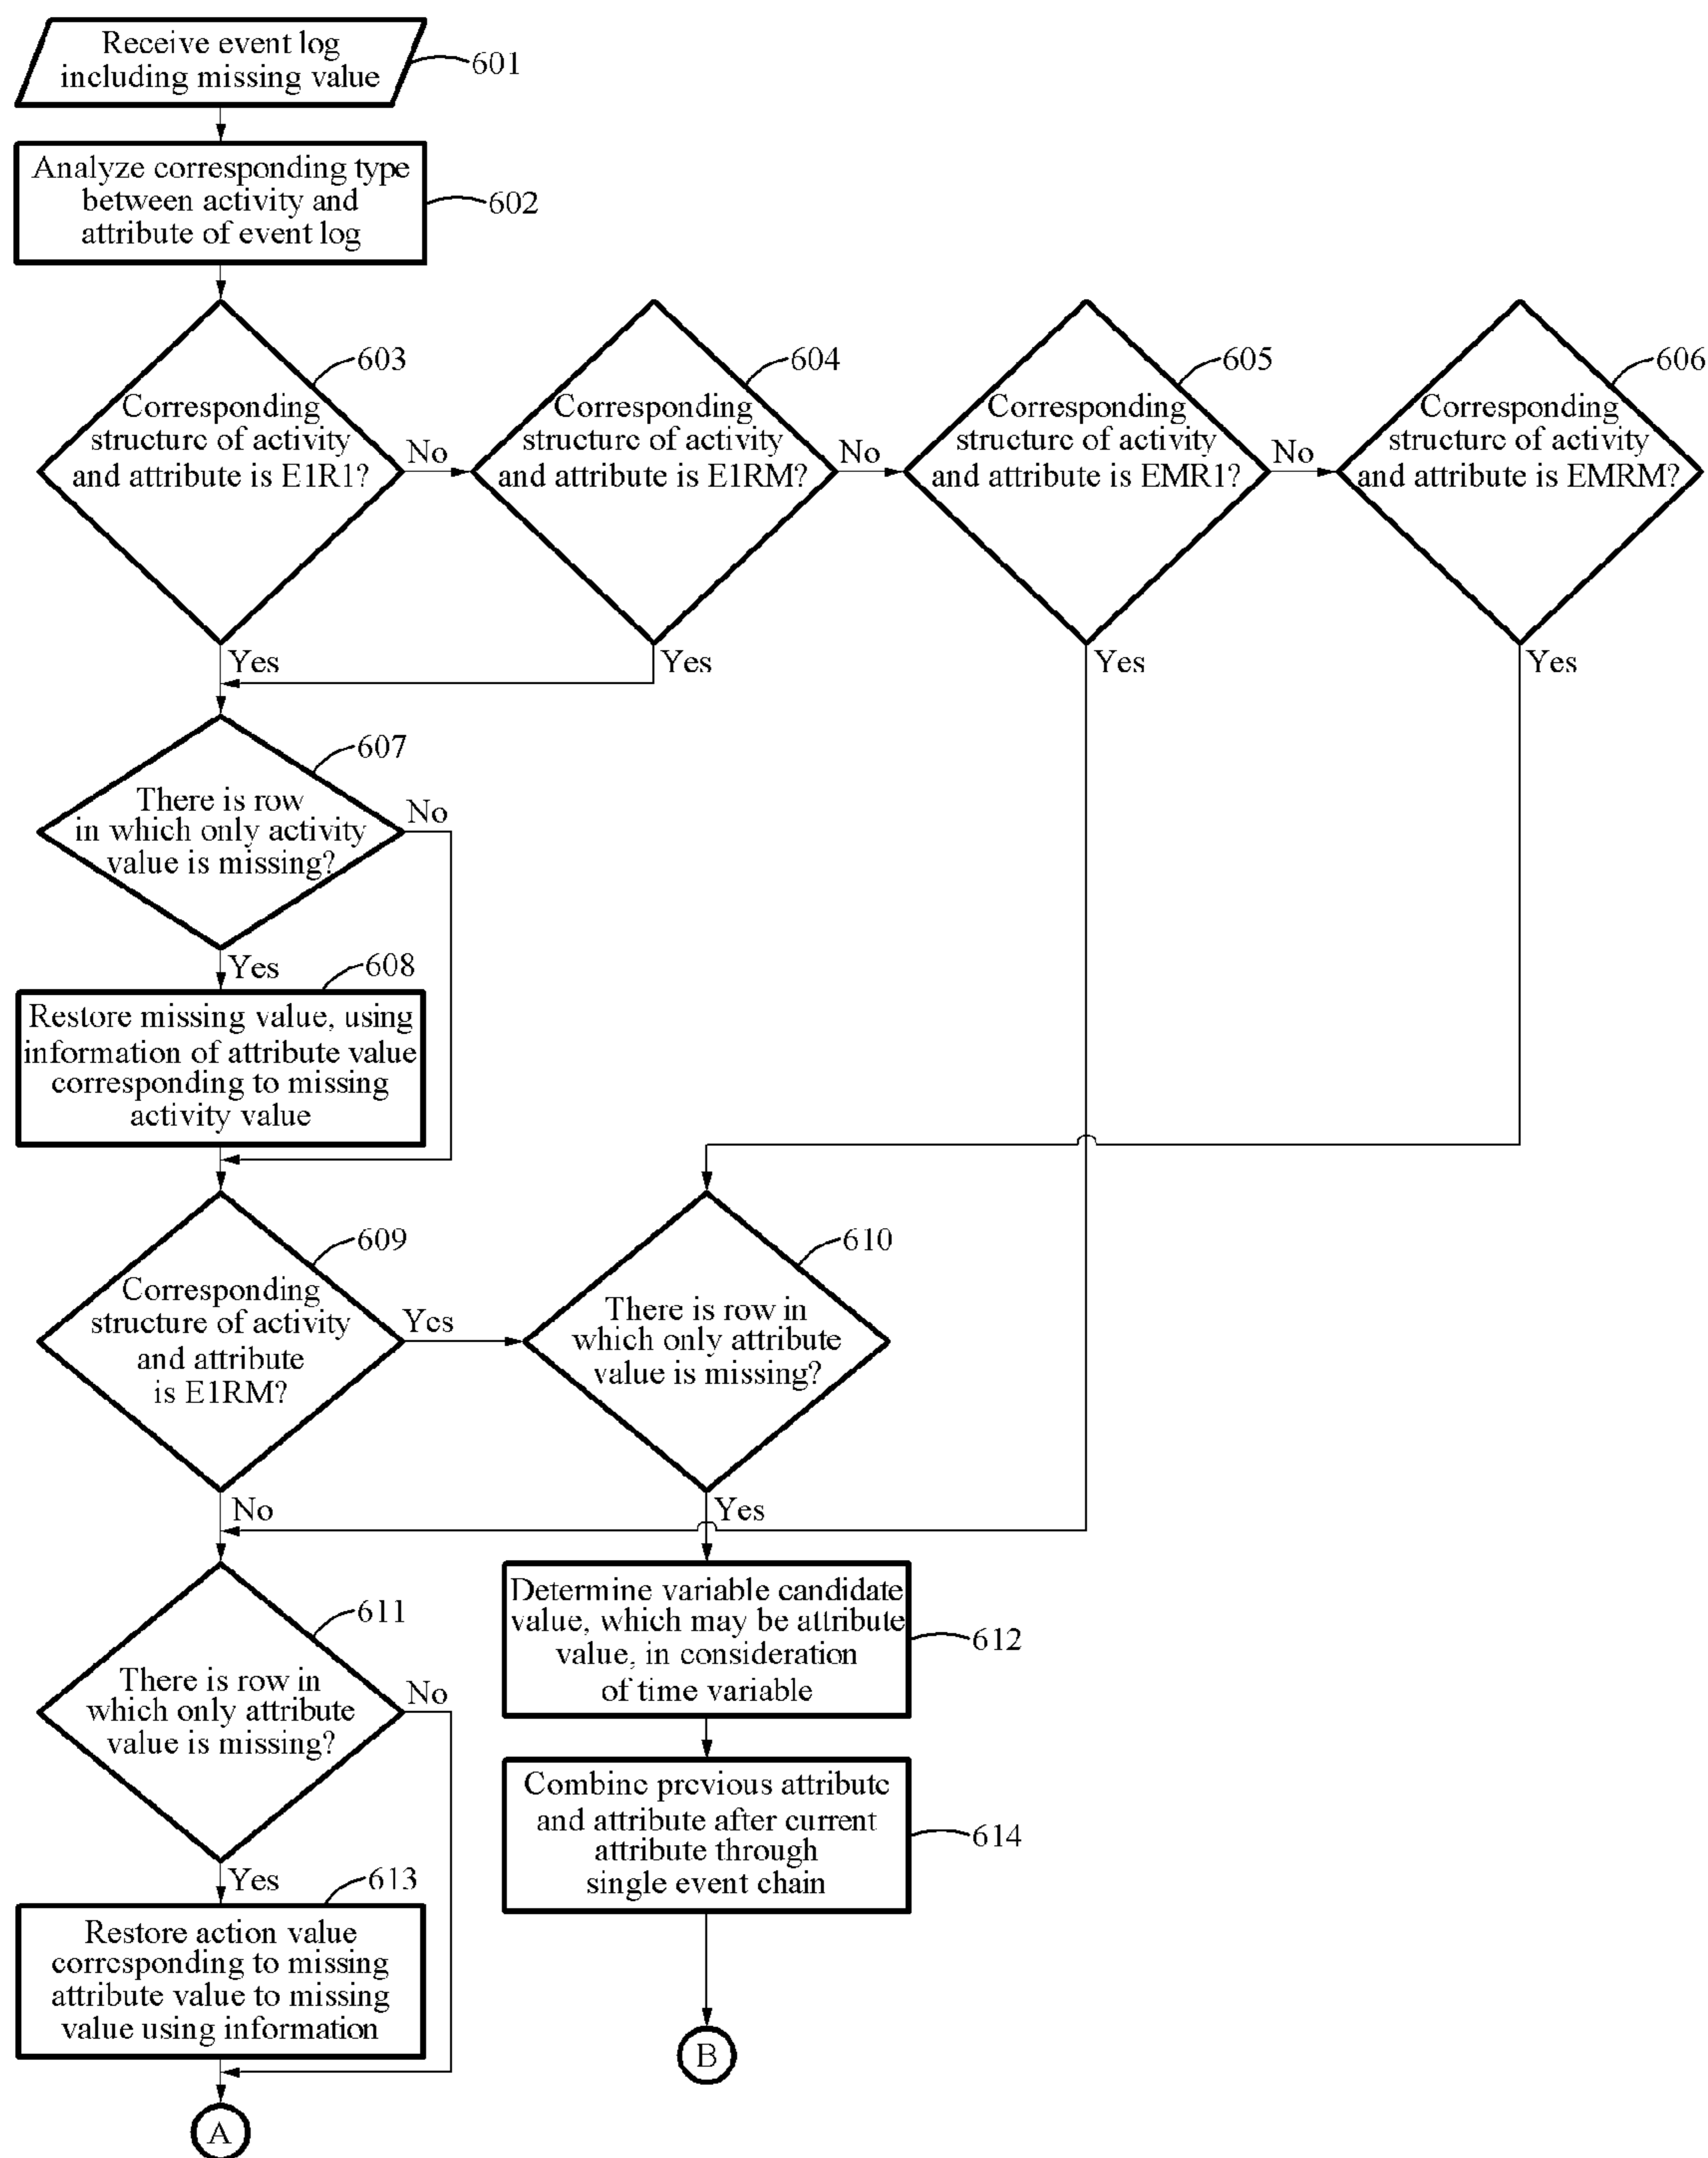 Receive event log
including missing value
601
Analyze corresponding type
between activity and
attribute of event log
602
603
Corresponding
structure of activity
and attribute is E1R1?
No
Yes
604
Corresponding
structure of activity
and attribute is E1RM?
No
Yes
605
Corresponding
structure of activity
and attribute is EMR1?
No
Yes
606
Corresponding
structure of activity
and attribute is EMRM?
Yes
607
There is row
in which only activity
value is missing?
No
Yes
608
Restore missing value, using
information of attribute value
corresponding to missing
activity value
609
Corresponding
structure of activity
and attribute
is E1RM?
Yes
No
610
There is row in
which only attribute
value is missing?
Yes
611
There is row in
which only attribute
value is missing?
No
Yes
Determine variable candidate
value, which may be attribute
value, in consideration
of time variable
612
613
Restore action value
corresponding to missing
attribute value to missing
value using information
Combine previous attribute
and attribute after current
attribute through
single event chain
614
B
A